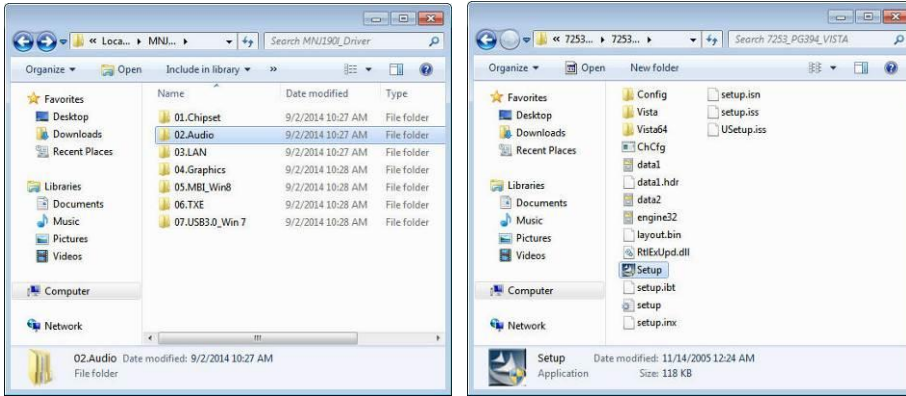 « Loca... ▸ MNJ... ▸ Search MNJ190I_Driver
Organize Open Include in library »
Name Date modified Type
Favorites
Desktop
Downloads
Recent Places
Libraries
Documents
Music
Pictures
Videos
Computer
Network
01.Chipset 9/2/2014 10:27 AM File folder
02.Audio 9/2/2014 10:27 AM File folder
03.LAN 9/2/2014 10:27 AM File folder
04.Graphics 9/2/2014 10:28 AM File folder
05.MBI_Win8 9/2/2014 10:28 AM File folder
06.TXE 9/2/2014 10:28 AM File folder
07.USB3.0_Win 7 9/2/2014 10:28 AM File folder
02.Audio Date modified: 9/2/2014 10:27 AM
File folder
« 7253... ▸ 7253... ▸ Search 7253_PG394_VISTA
Organize Open New folder
Favorites
Desktop
Downloads
Recent Places
Libraries
Documents
Music
Pictures
Videos
Computer
Network
Config
Vista
Vista64
ChCfg
data1
data1.hdr
data2
engine32
layout.bin
RtlExUpd.dll
Setup
setup.ibt
setup
setup.inx
setup.isn
setup.iss
USetup.iss
Setup Date modified: 11/14/2005 12:24 AM
Application Size: 118 KB